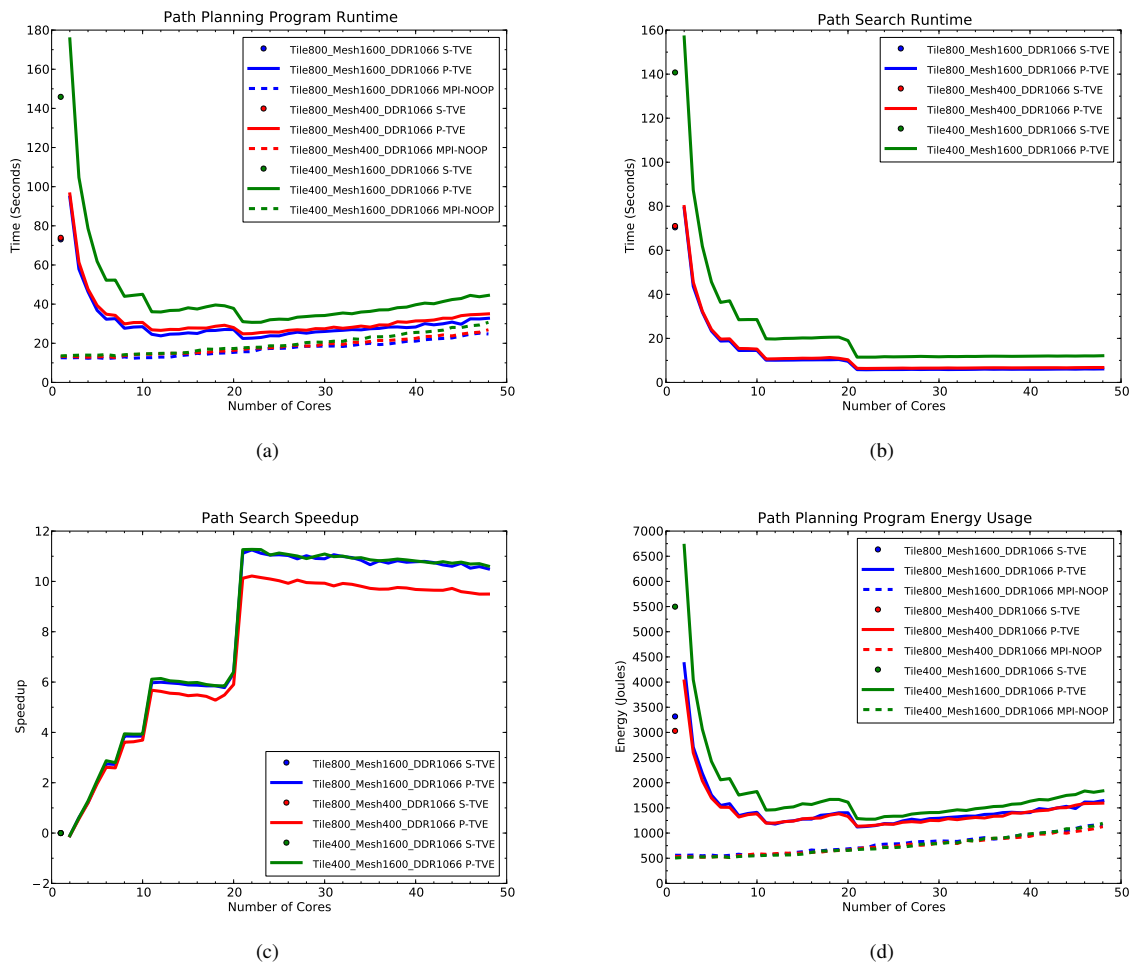 Path Planning Program Runtime
180
160
140
120
100
80
60
40
20
0
Time (Seconds)
0 10 20 30 40 50
Number of Cores
Tile800_Mesh1600_DDR1066 S-TVE
Tile800_Mesh1600_DDR1066 P-TVE
Tile800_Mesh1600_DDR1066 MPI-NOOP
Tile800_Mesh400_DDR1066 S-TVE
Tile800_Mesh400_DDR1066 P-TVE
Tile800_Mesh400_DDR1066 MPI-NOOP
Tile400_Mesh1600_DDR1066 S-TVE
Tile400_Mesh1600_DDR1066 P-TVE
Tile400_Mesh1600_DDR1066 MPI-NOOP
(a)
Path Search Runtime
160
140
120
100
80
60
40
20
0
Time (Seconds)
0 10 20 30 40 50
Number of Cores
Tile800_Mesh1600_DDR1066 S-TVE
Tile800_Mesh1600_DDR1066 P-TVE
Tile800_Mesh400_DDR1066 S-TVE
Tile800_Mesh400_DDR1066 P-TVE
Tile400_Mesh1600_DDR1066 S-TVE
Tile400_Mesh1600_DDR1066 P-TVE
(b)
Path Search Speedup
12
10
8
6
4
2
0
−2
Speedup
0 10 20 30 40 50
Number of Cores
Tile800_Mesh1600_DDR1066 S-TVE
Tile800_Mesh1600_DDR1066 P-TVE
Tile800_Mesh400_DDR1066 S-TVE
Tile800_Mesh400_DDR1066 P-TVE
Tile400_Mesh1600_DDR1066 S-TVE
Tile400_Mesh1600_DDR1066 P-TVE
(c)
Path Planning Program Energy Usage
7000
6500
6000
5500
5000
4500
4000
3500
3000
2500
2000
1500
1000
500
0
Energy (Joules)
0 10 20 30 40 50
Number of Cores
Tile800_Mesh1600_DDR1066 S-TVE
Tile800_Mesh1600_DDR1066 P-TVE
Tile800_Mesh1600_DDR1066 MPI-NOOP
Tile800_Mesh400_DDR1066 S-TVE
Tile800_Mesh400_DDR1066 P-TVE
Tile800_Mesh400_DDR1066 MPI-NOOP
Tile400_Mesh1600_DDR1066 S-TVE
Tile400_Mesh1600_DDR1066 P-TVE
Tile400_Mesh1600_DDR1066 MPI-NOOP
(d)